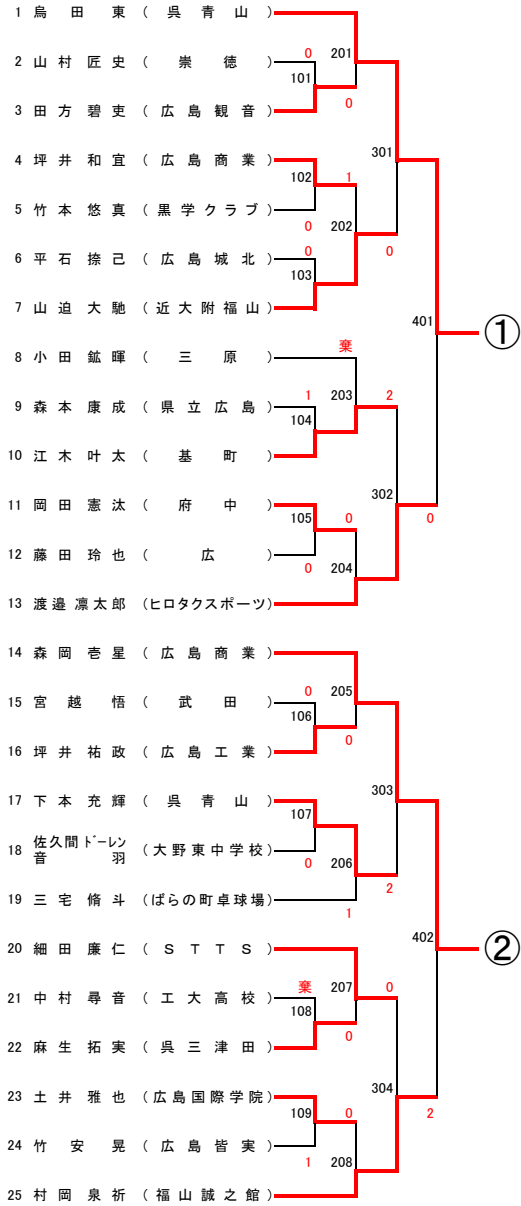 1 鳥田 東 (呉青山)
0 201
2 山村匠史 (崇徳)
101
0
3 田方碧吏 (広島観音)
301
4 坪井和宜 (広島商業)
102 1
5 竹本悠真 (黒学クラブ)
0 202
0 0
6 平石捺己 (広島城北)
103
7 山迫大馳 (近大附福山)
401
①
棄
8 小田鉱暉 (三原)
1 203 2
9 森本康成 (県立広島)
104
10 江木叶太 (基町)
302
11 岡田憲汰 (府中)
105 0 0
12 藤田玲也 (広)
0 204
13 渡邉凛太郎 (ヒロタクスポーツ)
14 森岡壱星 (広島商業)
0 205
15 宮越 悟 (武田)
106
0
16 坪井祐政 (広島工業)
303
17 下本充輝 (呉青山)
107
18 佐久間ドーレン音羽 (大野東中学校)
0 206
2
19 三宅脩斗 (ばらの町卓球場)
1
402
20 細田廉仁 (STTS)
②
棄 207 0
21 中村尋音 (工大高校)
108
0
22 麻生拓実 (呉三津田)
304
23 土井雅也 (広島国際学院)
109 0 2
24 竹安 晃 (広島皆実)
1 208
25 村岡泉祈 (福山誠之館)